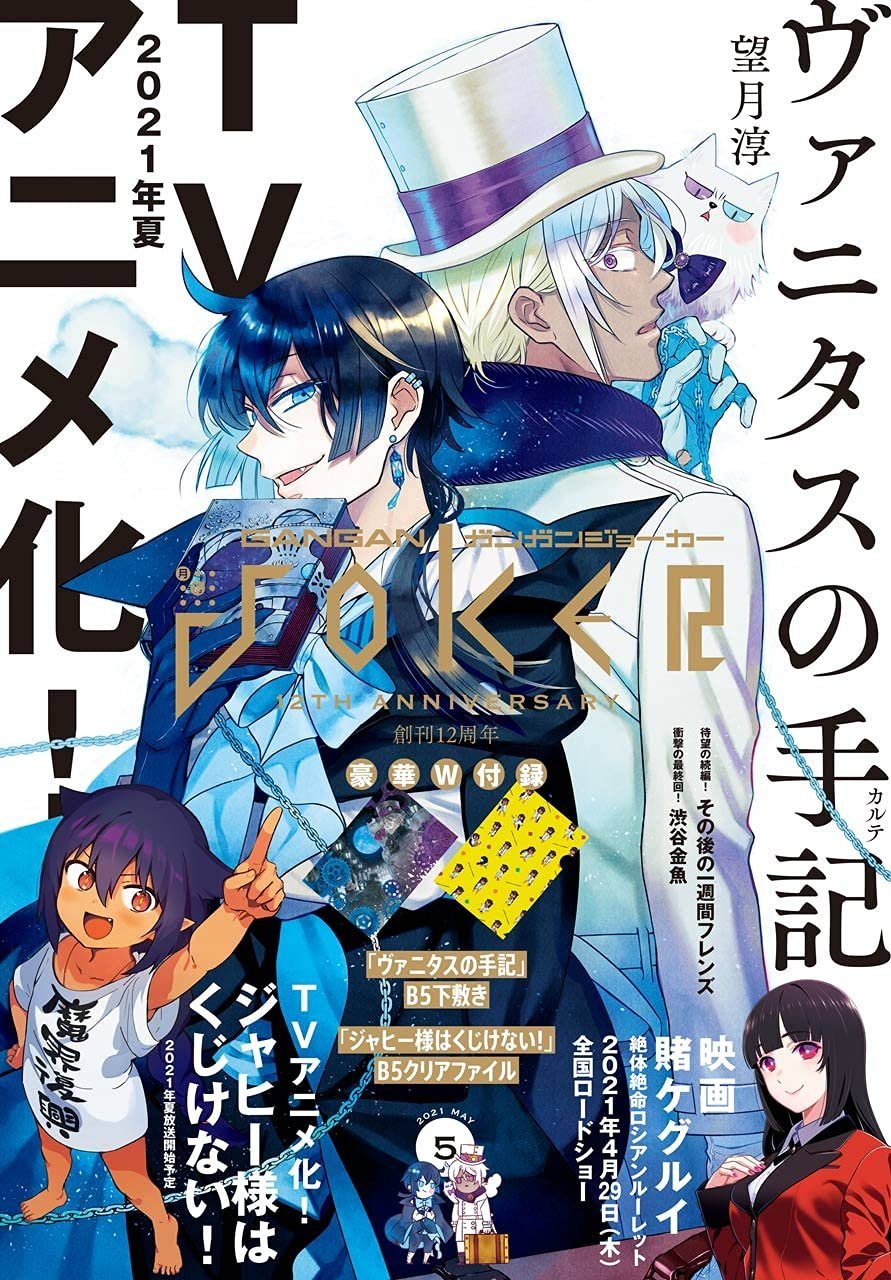 ヴァニタスの手記
カルテ
望月淳
TV
アニメ化!
2021年夏
GANGAN ガンガンジョーカー
月刊
JOKER
12TH ANNIVERSARY
創刊12周年
豪華W付録
待望の続編! その後の一週間フレンズ
衝撃の最終回! 渋谷金魚
「ヴァニタスの手記」
B5下敷き
「ジャヒー様はくじけない!」
B5クリアファイル
TVアニメ化!
ジャヒー様は
くじけない!
2021年夏放送開始予定
魔界復興
映画
賭ケグルイ
絶体絶命ロシアンルーレット
2021年4月29日(木)
全国ロードショー
2021 MAY
5